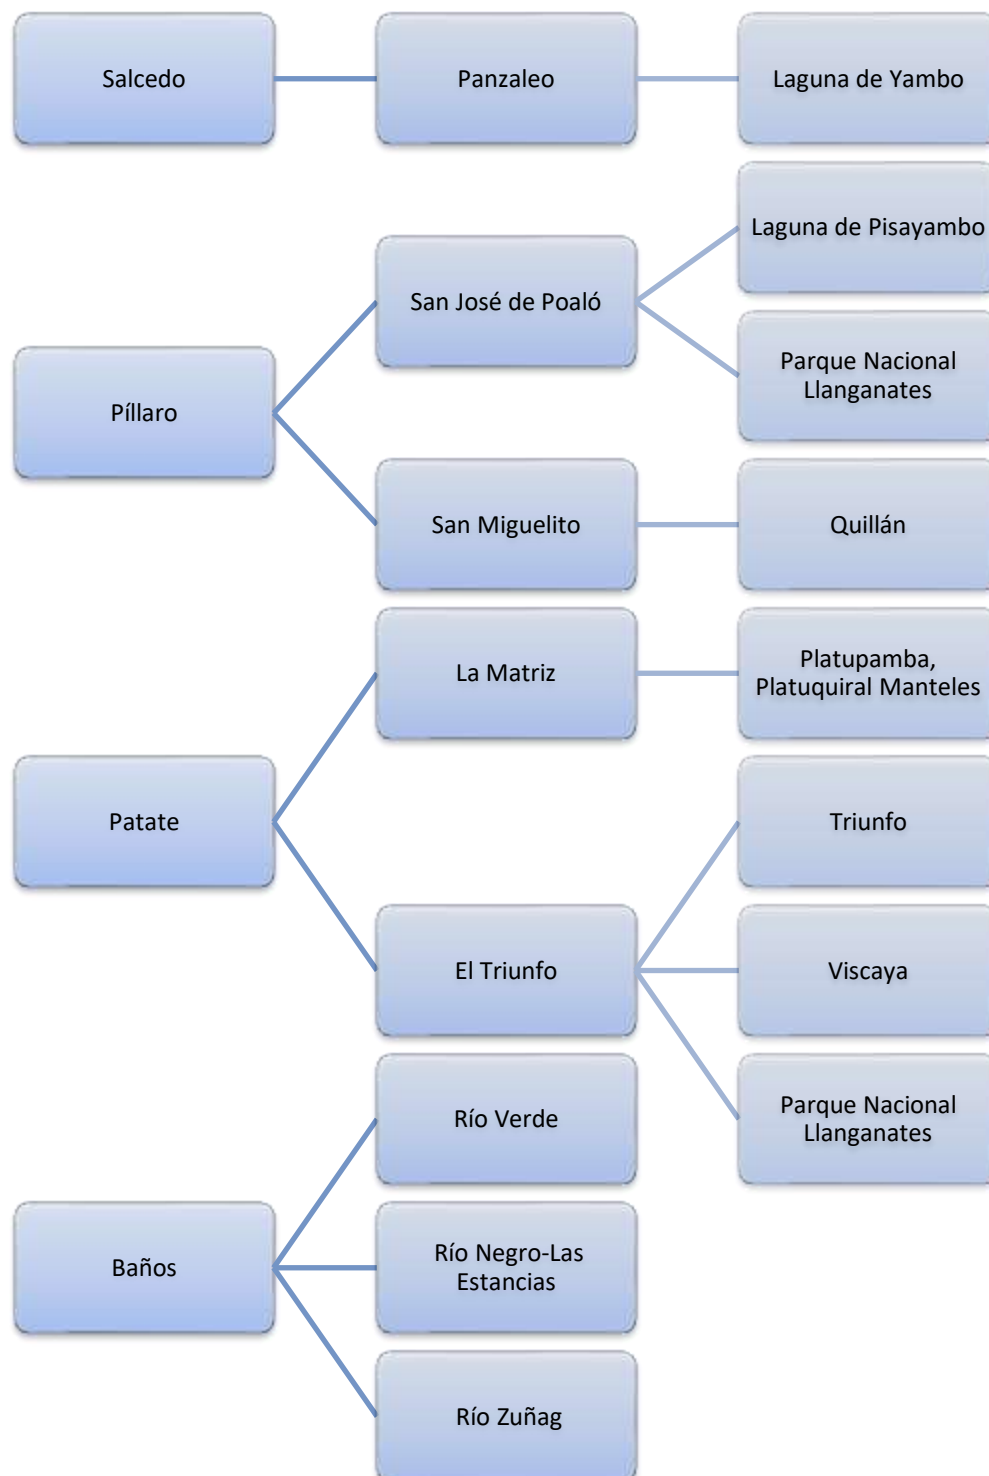 Salcedo
Panzaleo
Laguna de Yambo
Píllaro
San José de Poaló
Laguna de Pisayambo
Parque Nacional
Llanganates
San Miguelito
Quillán
Patate
La Matriz
Platupamba,
Platuquiral Manteles
El Triunfo
Triunfo
Viscaya
Parque Nacional
Llanganates
Baños
Río Verde
Río Negro-Las
Estancias
Río Zuñag